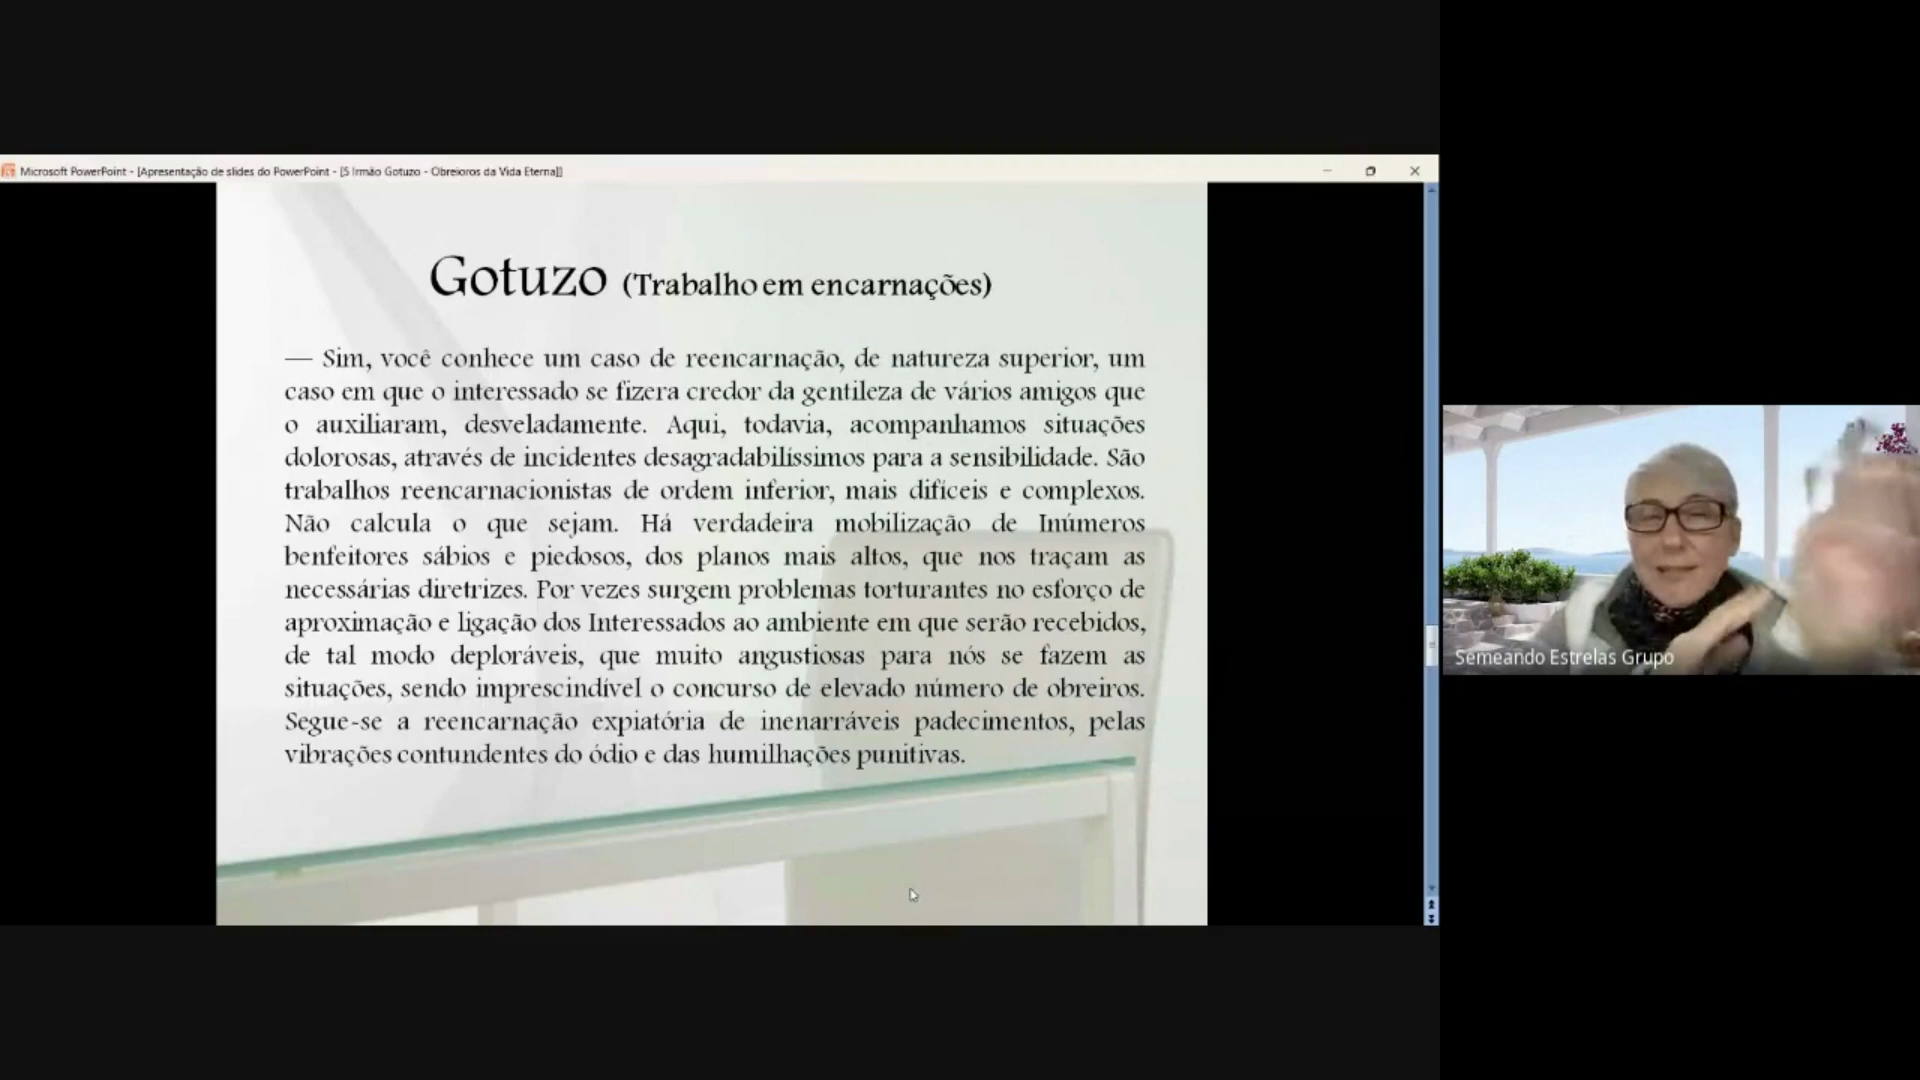 Microsoft PowerPoint - [Apresentação de slides do PowerPoint - [5 Irmão Gotuzo - Obreioros da Vida Eterna]]
Gotuzo (Trabalho em encarnações)
— Sim, você conhece um caso de reencarnação, de natureza superior, um
caso em que o interessado se fizera credor da gentileza de vários amigos que
o auxiliaram, desveladamente. Aqui, todavia, acompanhamos situações
dolorosas, através de incidentes desagradabilíssimos para a sensibilidade. São
trabalhos reencarnacionistas de ordem inferior, mais difíceis e complexos.
Não calcula o que sejam. Há verdadeira mobilização de Inúmeros
benfeitores sábios e piedosos, dos planos mais altos, que nos traçam as
necessárias diretrizes. Por vezes surgem problemas torturantes no esforço de
aproximação e ligação dos Interessados ao ambiente em que serão recebidos,
de tal modo deploráveis, que muito angustiosas para nós se fazem as
situações, sendo imprescindível o concurso de elevado número de obreiros.
Segue-se a reencarnação expiatória de inenarráveis padecimentos, pelas
vibrações contundentes do ódio e das humilhações punitivas.
Semeando Estrelas Grupo